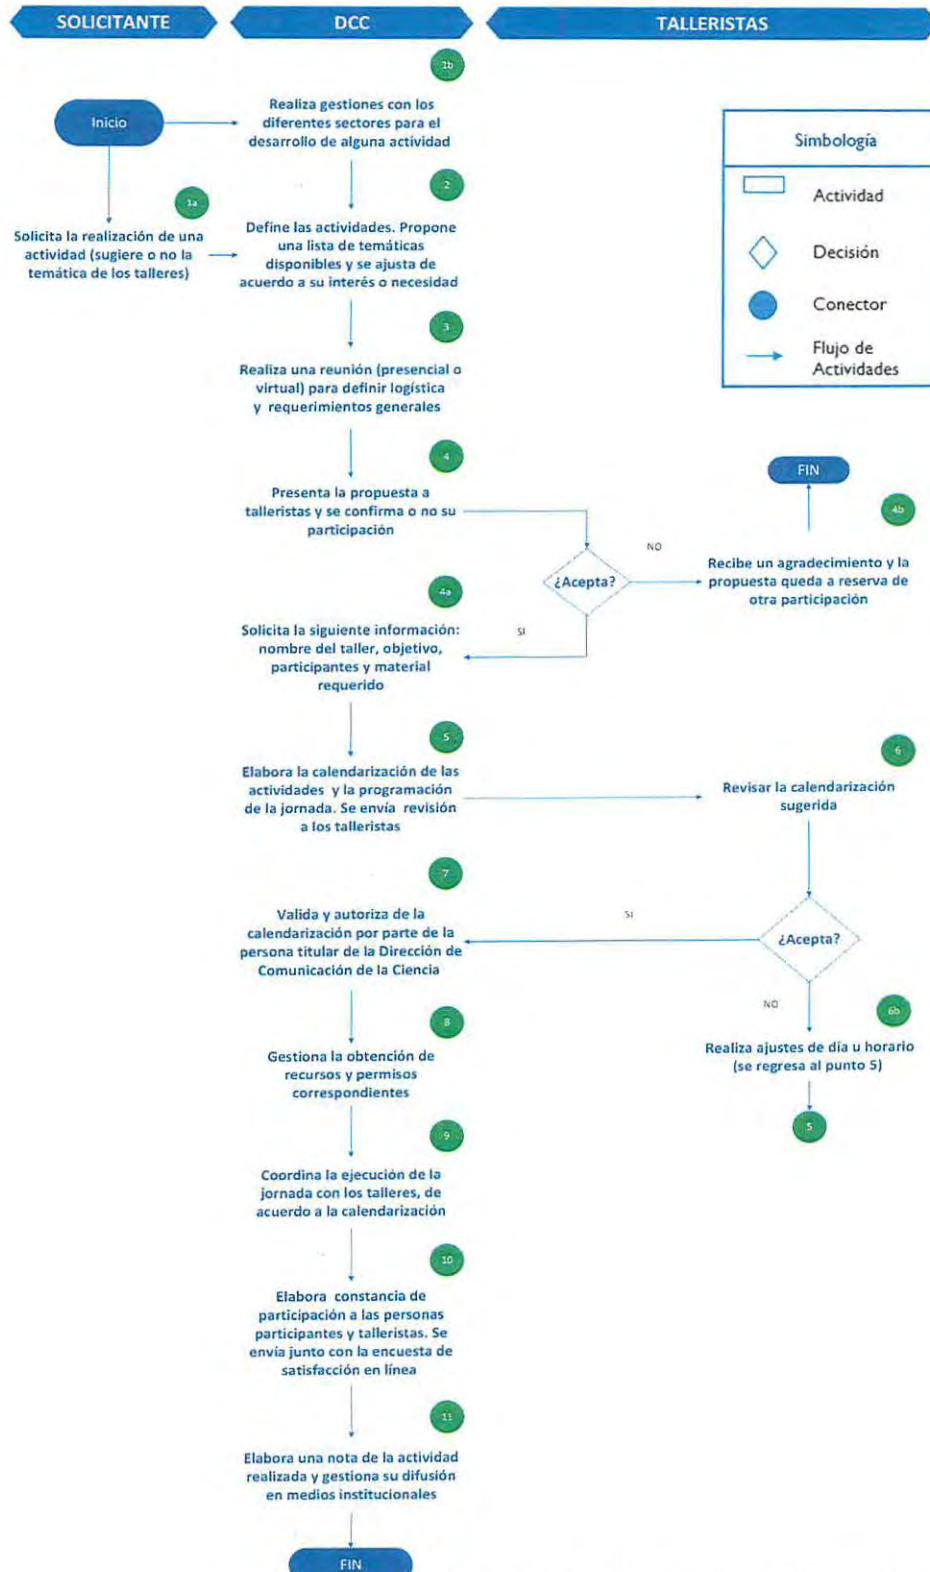 SOLICITANTE
DCC
TALLERISTAS
1b
Inicio
Realiza gestiones con los
diferentes sectores para el
desarrollo de alguna actividad
Simbología
Actividad
Decisión
Conector
Flujo de
Actividades
1a
Solicita la realización de una
actividad (sugiere o no la
temática de los talleres)
2
Define las actividades. Propone
una lista de temáticas
disponibles y se ajusta de
acuerdo a su interés o necesidad
3
Realiza una reunión (presencial o
virtual) para definir logística
y requerimientos generales
4
Presenta la propuesta a
talleristas y se confirma o no su
participación
¿Acepta?
NO
FIN
4b
Recibe un agradecimiento y la
propuesta queda a reserva de
otra participación
SI
4a
Solicita la siguiente información:
nombre del taller, objetivo,
participantes y material
requerido
5
Elabora la calendarización de las
actividades y la programación
de la jornada. Se envía revisión
a los talleristas
6
Revisar la calendarización
sugerida
¿Acepta?
SI
7
Valida y autoriza de la
calendarización por parte de la
persona titular de la Dirección de
Comunicación de la Ciencia
NO
6b
Realiza ajustes de día u horario
(se regresa al punto 5)
5
8
Gestiona la obtención de
recursos y permisos
correspondientes
9
Coordina la ejecución de la
jornada con los talleres, de
acuerdo a la calendarización
10
Elabora constancia de
participación a las personas
participantes y talleristas. Se
envía junto con la encuesta de
satisfacción en línea
11
Elabora una nota de la actividad
realizada y gestiona su difusión
en medios institucionales
FIN